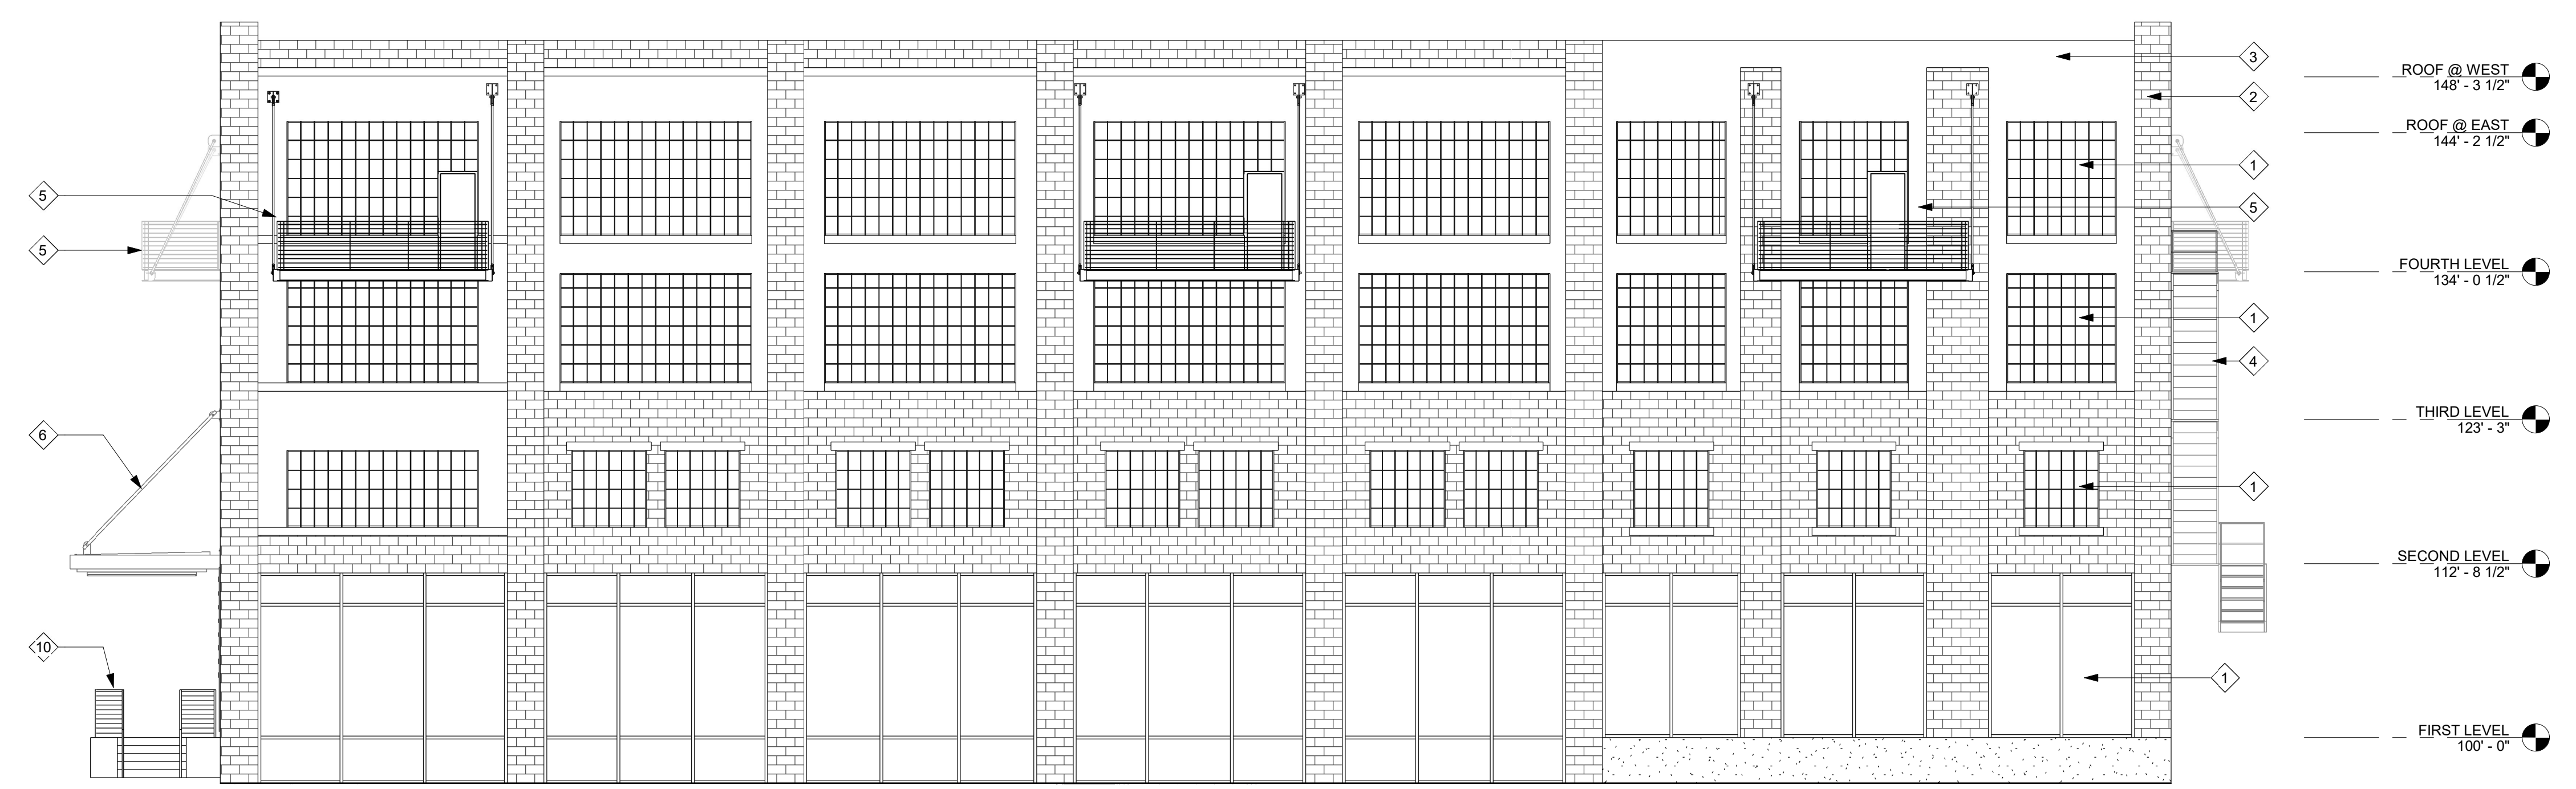 3
ROOF @ WEST
148' - 3 1/2"
2
ROOF @ EAST
144' - 2 1/2"
1
5
5
5
FOURTH LEVEL
134' - 0 1/2"
1
4
THIRD LEVEL
123' - 3"
6
1
SECOND LEVEL
112' - 8 1/2"
10
1
FIRST LEVEL
100' - 0"